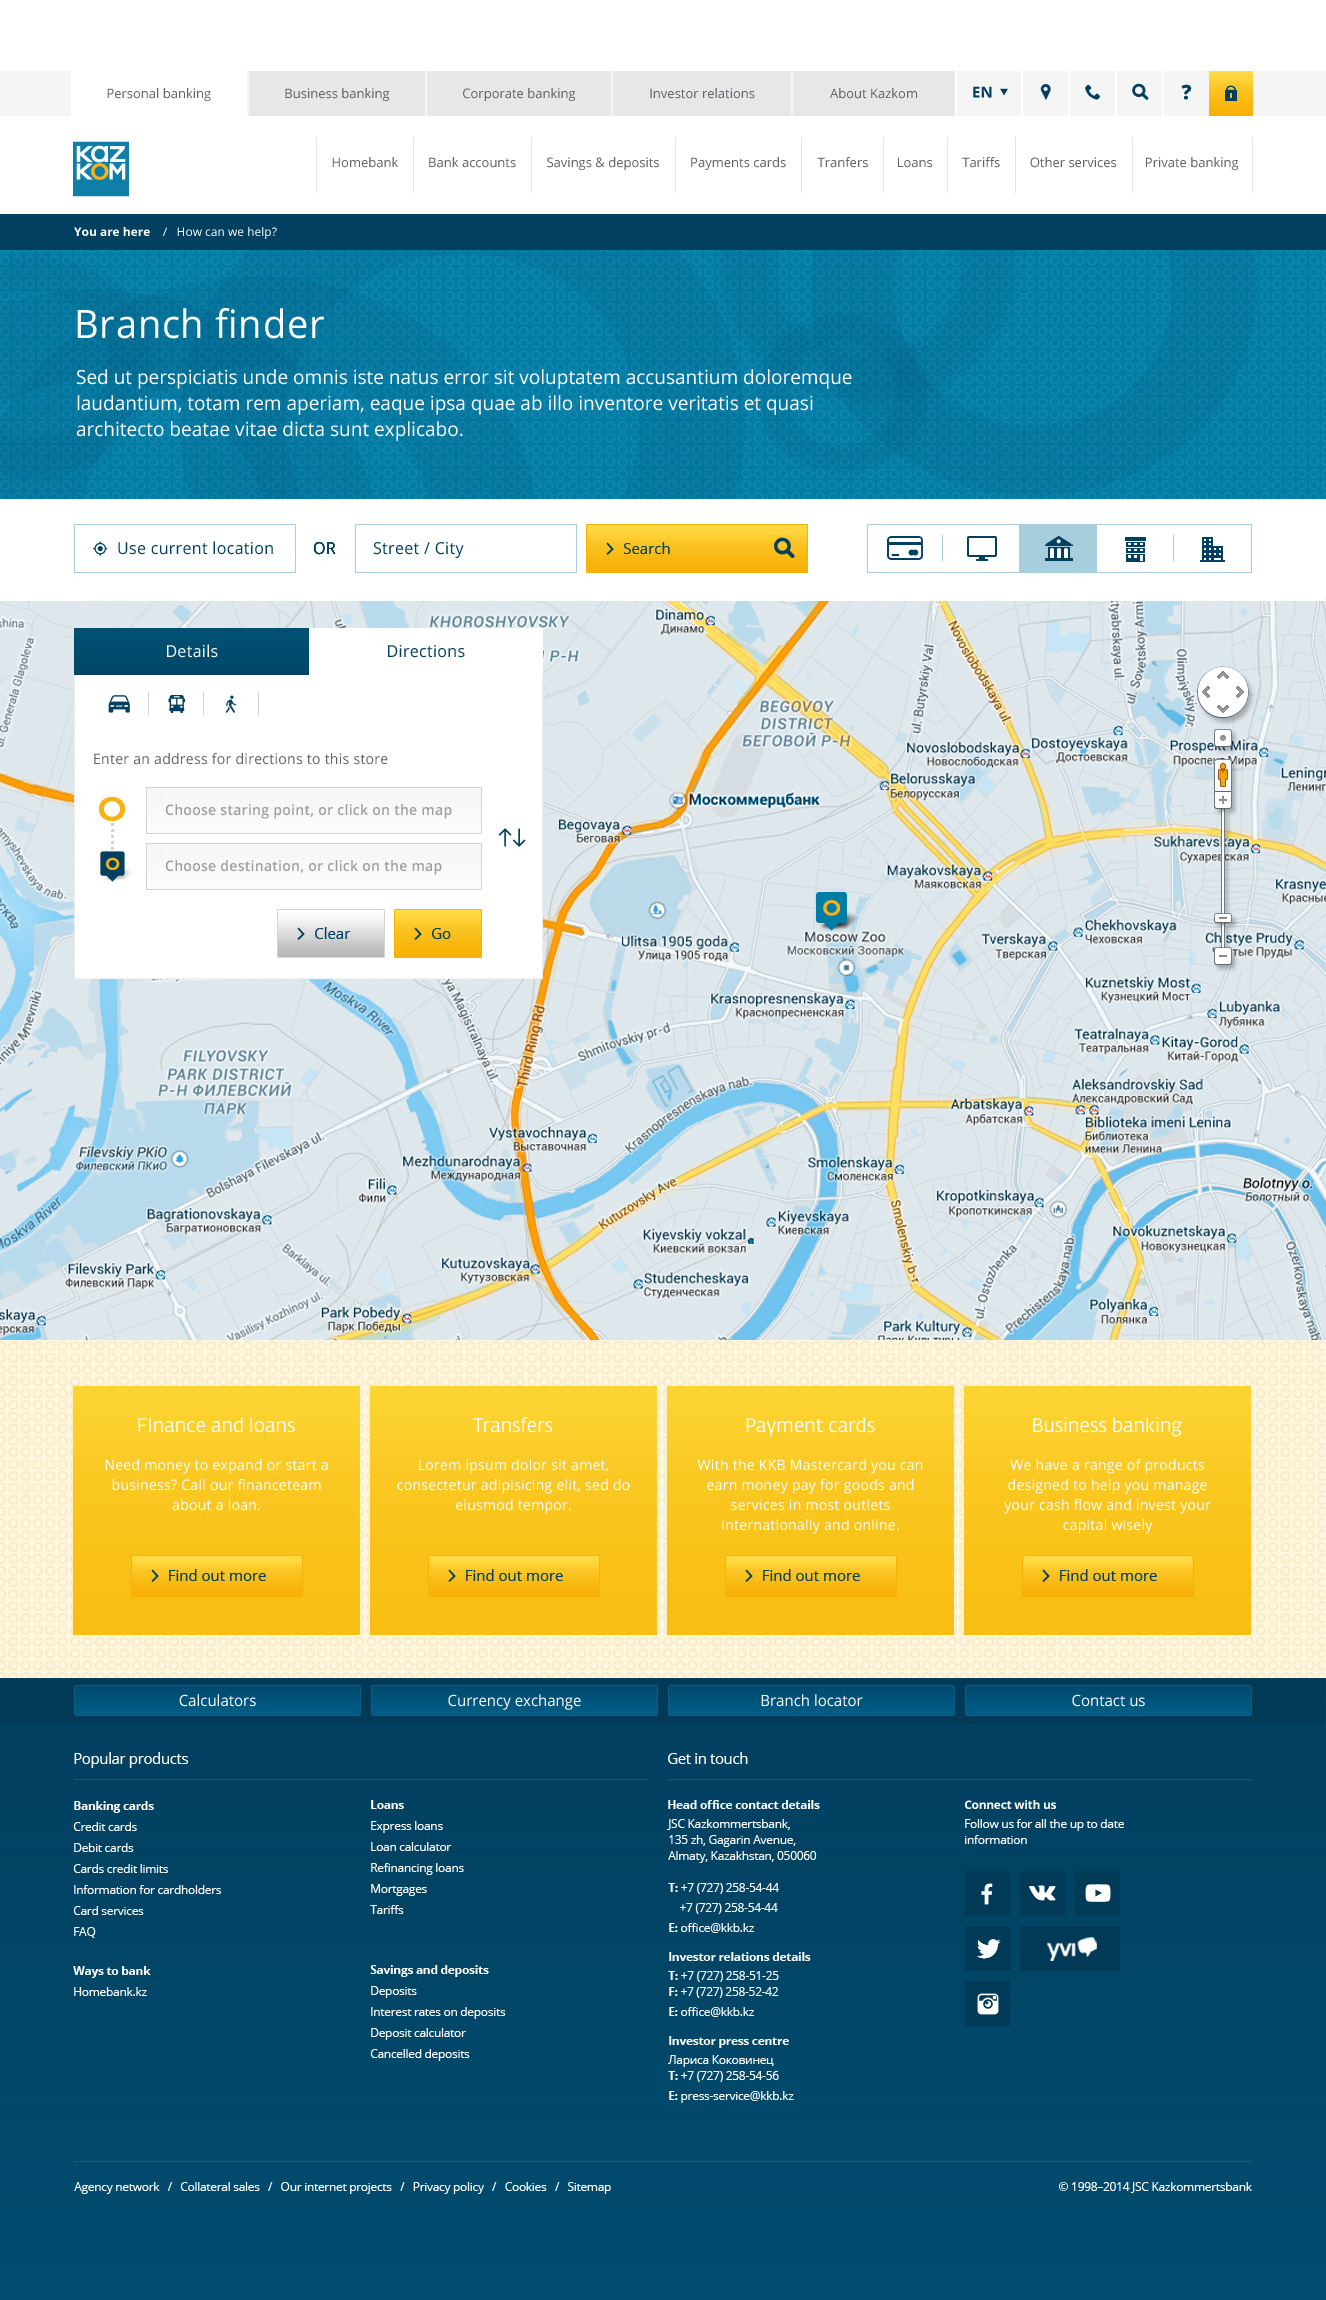 Personal banking
Business banking
Corporate banking
Investor relations
About Kazkom
EN
?
KAZ
KOM
Homebank
Bank accounts
Savings & deposits
Payments cards
Tranfers
Loans
Tariffs
Other services
Private banking
You are here / How can we help?
Branch finder
Sed ut perspiciatis unde omnis iste natus error sit voluptatem accusantium doloremque
laudantium, totam rem aperiam, eaque ipsa quae ab illo inventore veritatis et quasi
architecto beatae vitae dicta sunt explicabo.
Use current location
OR
Street / City
Search
Details
Directions
Enter an address for directions to this store
Choose staring point, or click on the map
Choose destination, or click on the map
Clear
Go
KHOROSHYOVSKY
Р-Н
Dinamo
Динамо
BEGOVOY
DISTRICT
БЕГОВОЙ Р-Н
ul. Butyrskiy Val
Novoslobodskaya ul.
ul. Sovetskoy Armii
Novoslobodskaya
Новослободская
Dostoyevskaya
Достоевская
Prospekt Mira
Проспект Мира
Belorusskaya
Белорусская
Москоммерцбанк
Begovaya
Беговая
Sukharevskaya
Сухаревская
Mayakovskaya
Маяковская
Moscow Zoo
Московский Зоопарк
Ulitsa 1905 goda
Улица 1905 года
Tverskaya
Тверская
Chekhovskaya
Чеховская
Chistye Prudy
Kuznetskiy Most
Кузнецкий Мост
Krasnopresnenskaya
Краснопресненская
Lubyanka
Лубянка
Teatralnaya
Театральная
Kitay-Gorod
Китай-Город
Moskva River
Third Ring Rd
Shmitovskiy pr-d
FILYOVSKY
PARK DISTRICT
Р-Н ФИЛЕВСКИЙ
ПАРК
Krasnopresnenskaya nab.
Aleksandrovskiy Sad
Александровский Сад
Arbatskaya
Арбатская
Biblioteka imeni Lenina
Библиотека
имени Ленина
Vystavochnaya
Выставочная
Filevskiy PKiO
Филевский ПКиО
Bolshaya Filevskaya ul.
Mezhdunarodnaya
Международная
Smolenskaya
Смоленская
Fili
Фили
Kutuzovsky Ave
Kropotkinskaya
Кропоткинская
Bolotnyy o.
Болотный о.
Moskva River
Bagrationovskaya
Багратионовская
Kiyevskaya
Киевская
Kiyevskiy vokzal
Киевский вокзал
Smolenskiy b-r
Novokuznetskaya
Новокузнецкая
Barklaya ul.
Kutuzovskaya
Кутузовская
Filevskiy Park
Филевский Парк
Studencheskaya
Студенческая
ul. Ostozhenka
Prechistenskaya nab.
Vasilisy Kozhinoy ul.
Park Pobedy
Парк Победы
Polyanka
Полянка
Park Kultury
FInance and loans
Need money to expand or start a
business? Call our financeteam
about a loan.
Find out more
Transfers
Lorem ipsum dolor sit amet,
consectetur adipisicing elit, sed do
eiusmod tempor.
Find out more
Payment cards
With the KKB Mastercard you can
earn money pay for goods and
services in most outlets
internationally and online.
Find out more
Business banking
We have a range of products
designed to help you manage
your cash flow and invest your
capital wisely
Find out more
Calculators
Currency exchange
Branch locator
Contact us
Popular products
Banking cards
Credit cards
Debit cards
Cards credit limits
Information for cardholders
Card services
FAQ
Ways to bank
Homebank.kz
Loans
Express loans
Loan calculator
Refinancing loans
Mortgages
Tariffs
Savings and deposits
Deposits
Interest rates on deposits
Deposit calculator
Cancelled deposits
Get in touch
Head office contact details
JSC Kazkommertsbank,
135 zh, Gagarin Avenue,
Almaty, Kazakhstan, 050060
T: +7 (727) 258-54-44
+7 (727) 258-54-44
E: office@kkb.kz
Investor relations details
T: +7 (727) 258-51-25
F: +7 (727) 258-52-42
E: office@kkb.kz
Investor press centre
Лариса Коковинец
T: +7 (727) 258-54-56
E: press-service@kkb.kz
Connect with us
Follow us for all the up to date
information
yvi
Agency network / Collateral sales / Our internet projects / Privacy policy / Cookies / Sitemap
© 1998–2014 JSC Kazkommertsbank